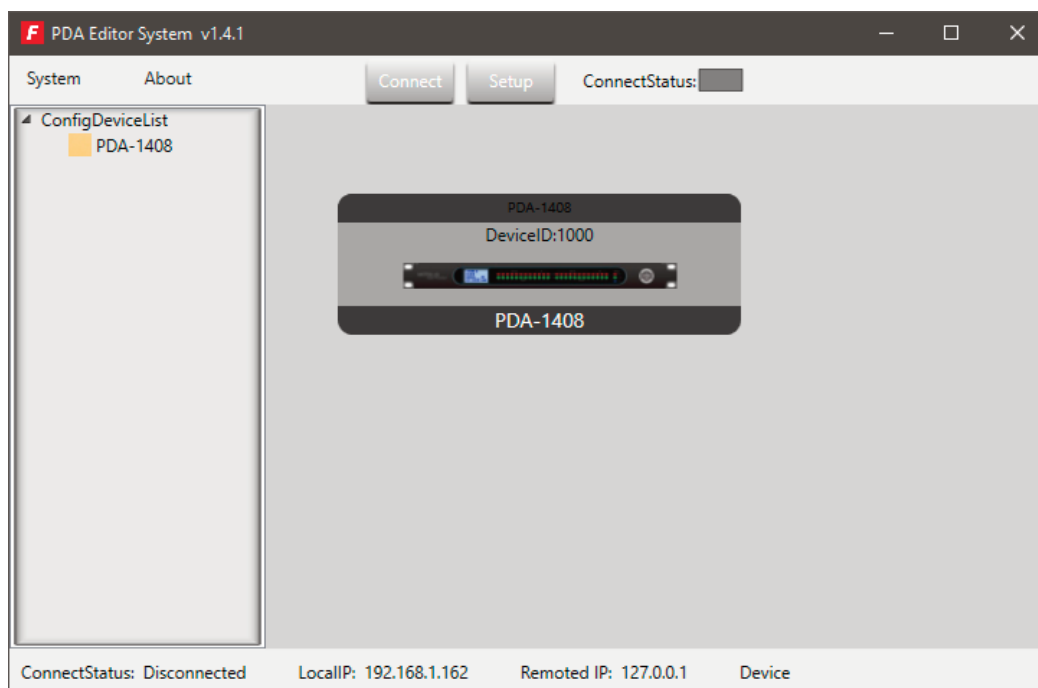 F PDA Editor System v1.4.1
System About Connect Setup ConnectStatus:
ConfigDeviceList
PDA-1408
PDA-1408
DeviceID:1000
PDA-1408
ConnectStatus: Disconnected LocalIP: 192.168.1.162 Remoted IP: 127.0.0.1 Device